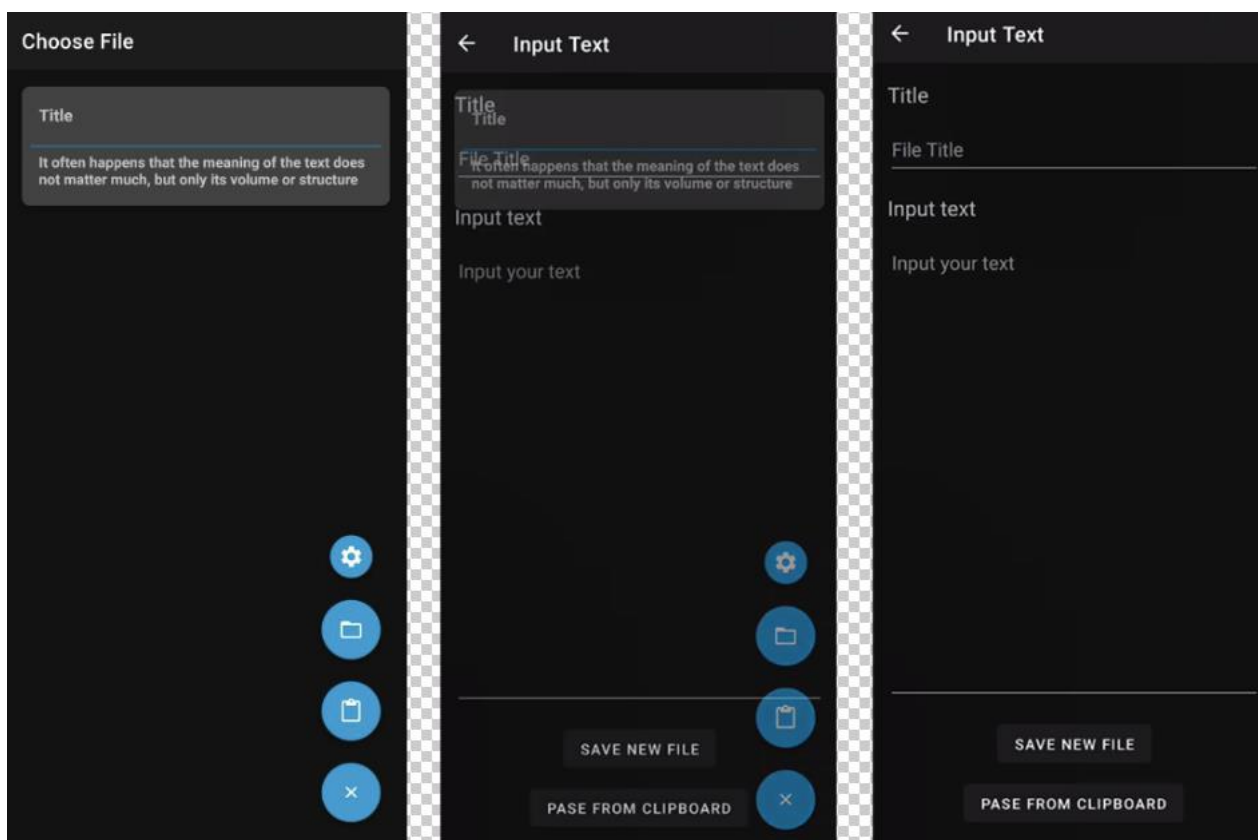 Choose File
Title
It often happens that the meaning of the text does
not matter much, but only its volume or structure
Input Text
Title
Title
File Title
It often happens that the meaning of the text does
not matter much, but only its volume or structure
Input text
Input your text
SAVE NEW FILE
PASE FROM CLIPBOARD
Input Text
Title
File Title
Input text
Input your text
SAVE NEW FILE
PASE FROM CLIPBOARD